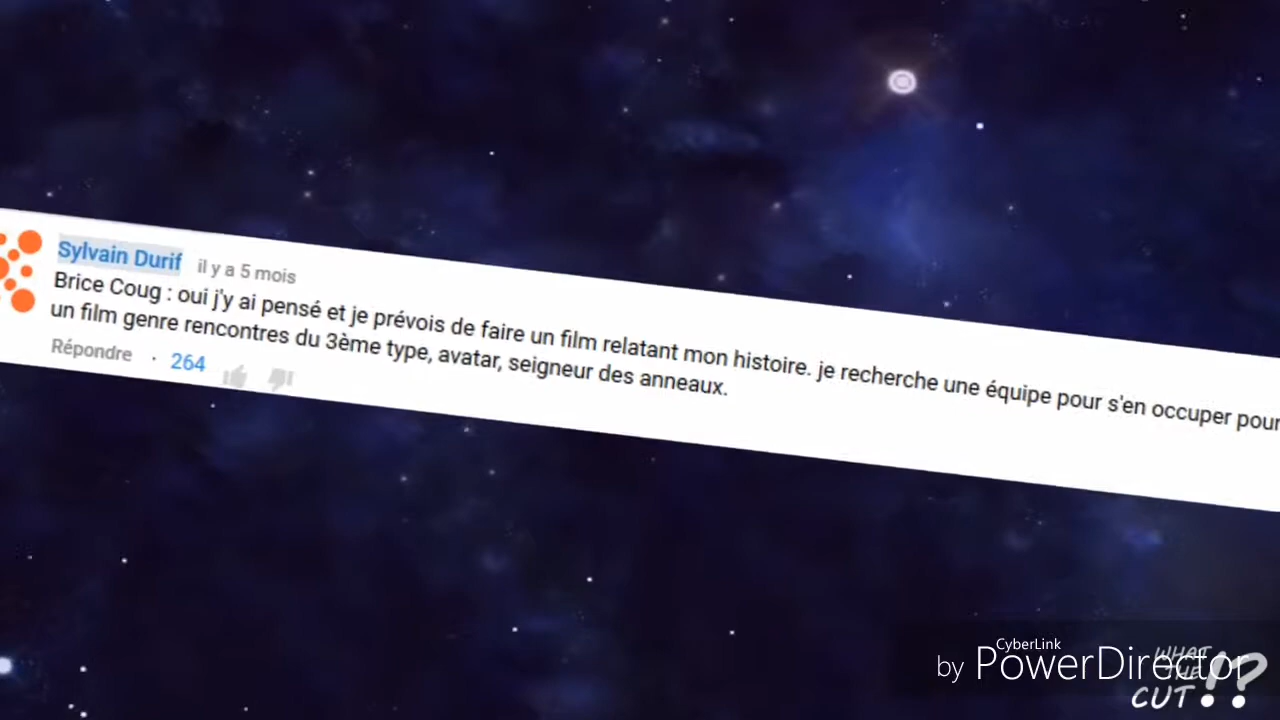 Sylvain Durif il y a 5 mois
Brice Coug : oui j'y ai pensé et je prévois de faire un film relatant mon histoire. je recherche une équipe pour s'en occuper pour
un film genre rencontres du 3ème type, avatar, seigneur des anneaux.
Répondre · 264
CyberLink
by PowerDirector
WHAT
THE
CUT !?